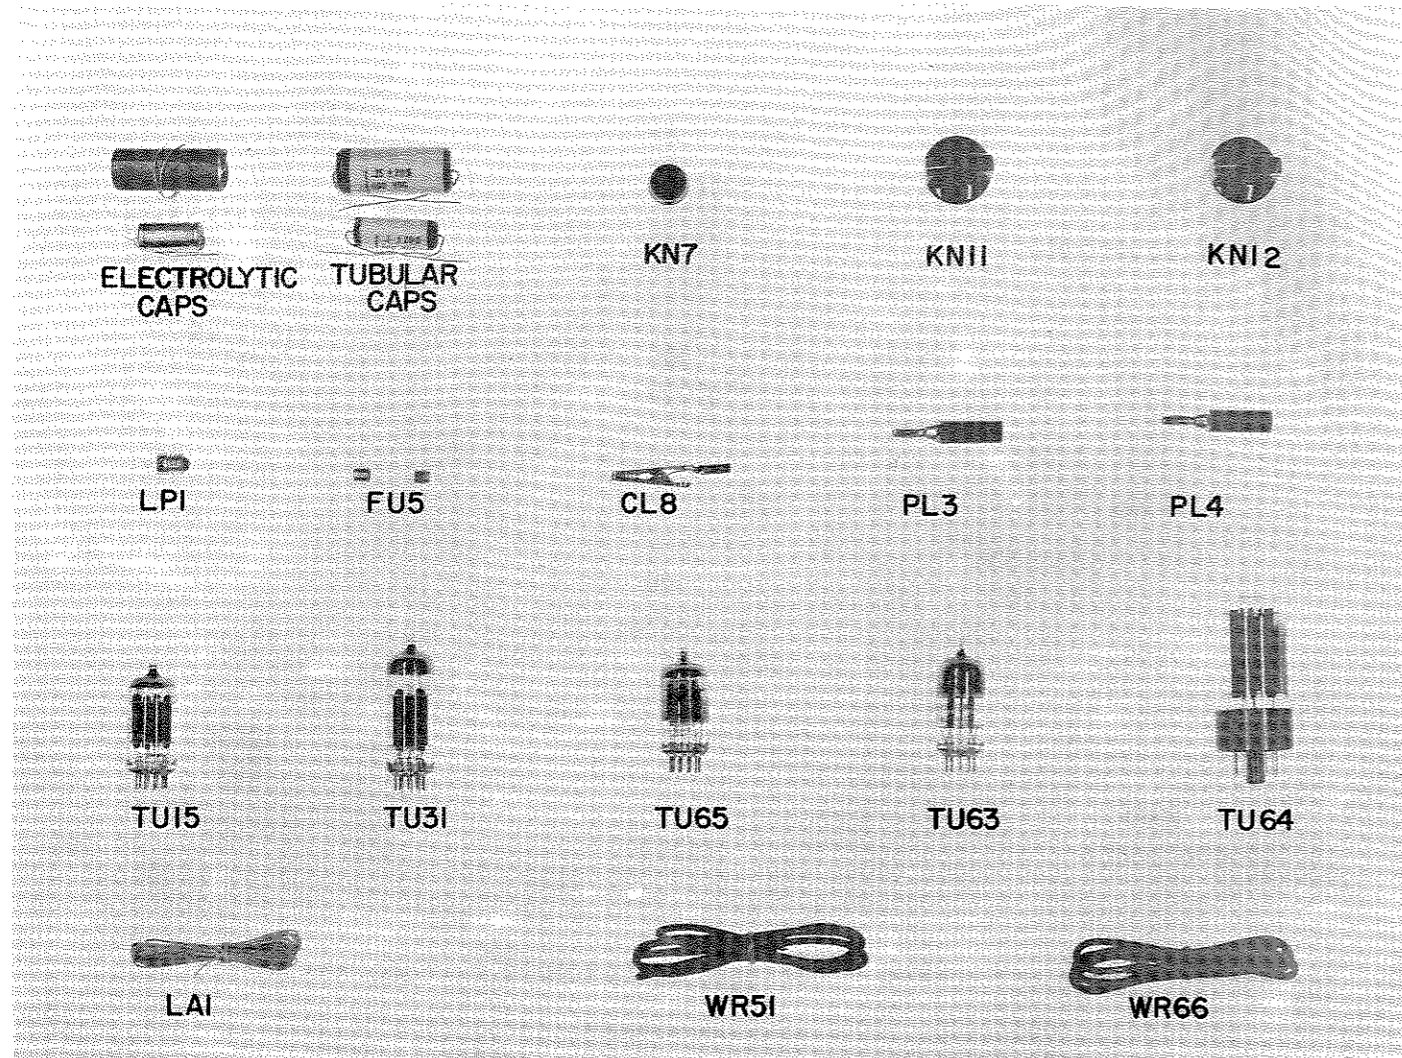 ELECTROLYTIC
CAPS
TUBULAR
CAPS
KN7
KN11
KN12
LP1
FU5
CL8
PL3
PL4
TU15
TU31
TU65
TU63
TU64
LA1
WR51
WR66